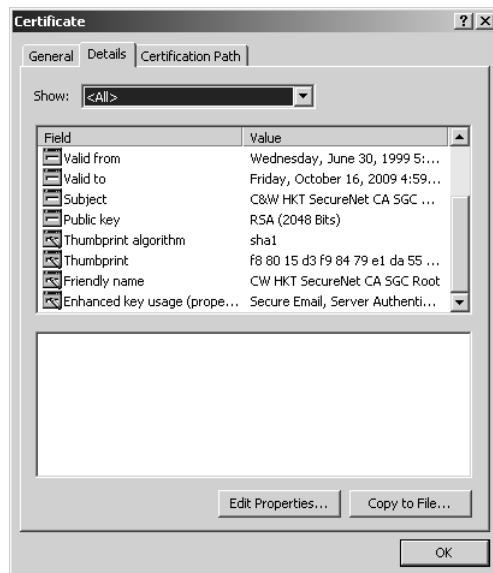 Certificate
General Details Certification Path
Show: <All>
Field Value
Valid from Wednesday, June 30, 1999 5:...
Valid to Friday, October 16, 2009 4:59...
Subject C&W HKT SecureNet CA SGC ...
Public key RSA (2048 Bits)
Thumbprint algorithm sha1
Thumbprint f8 80 15 d3 f9 84 79 e1 da 55 ...
Friendly name CW HKT SecureNet CA SGC Root
Enhanced key usage (prope... Secure Email, Server Authenti...
Edit Properties... Copy to File...
OK